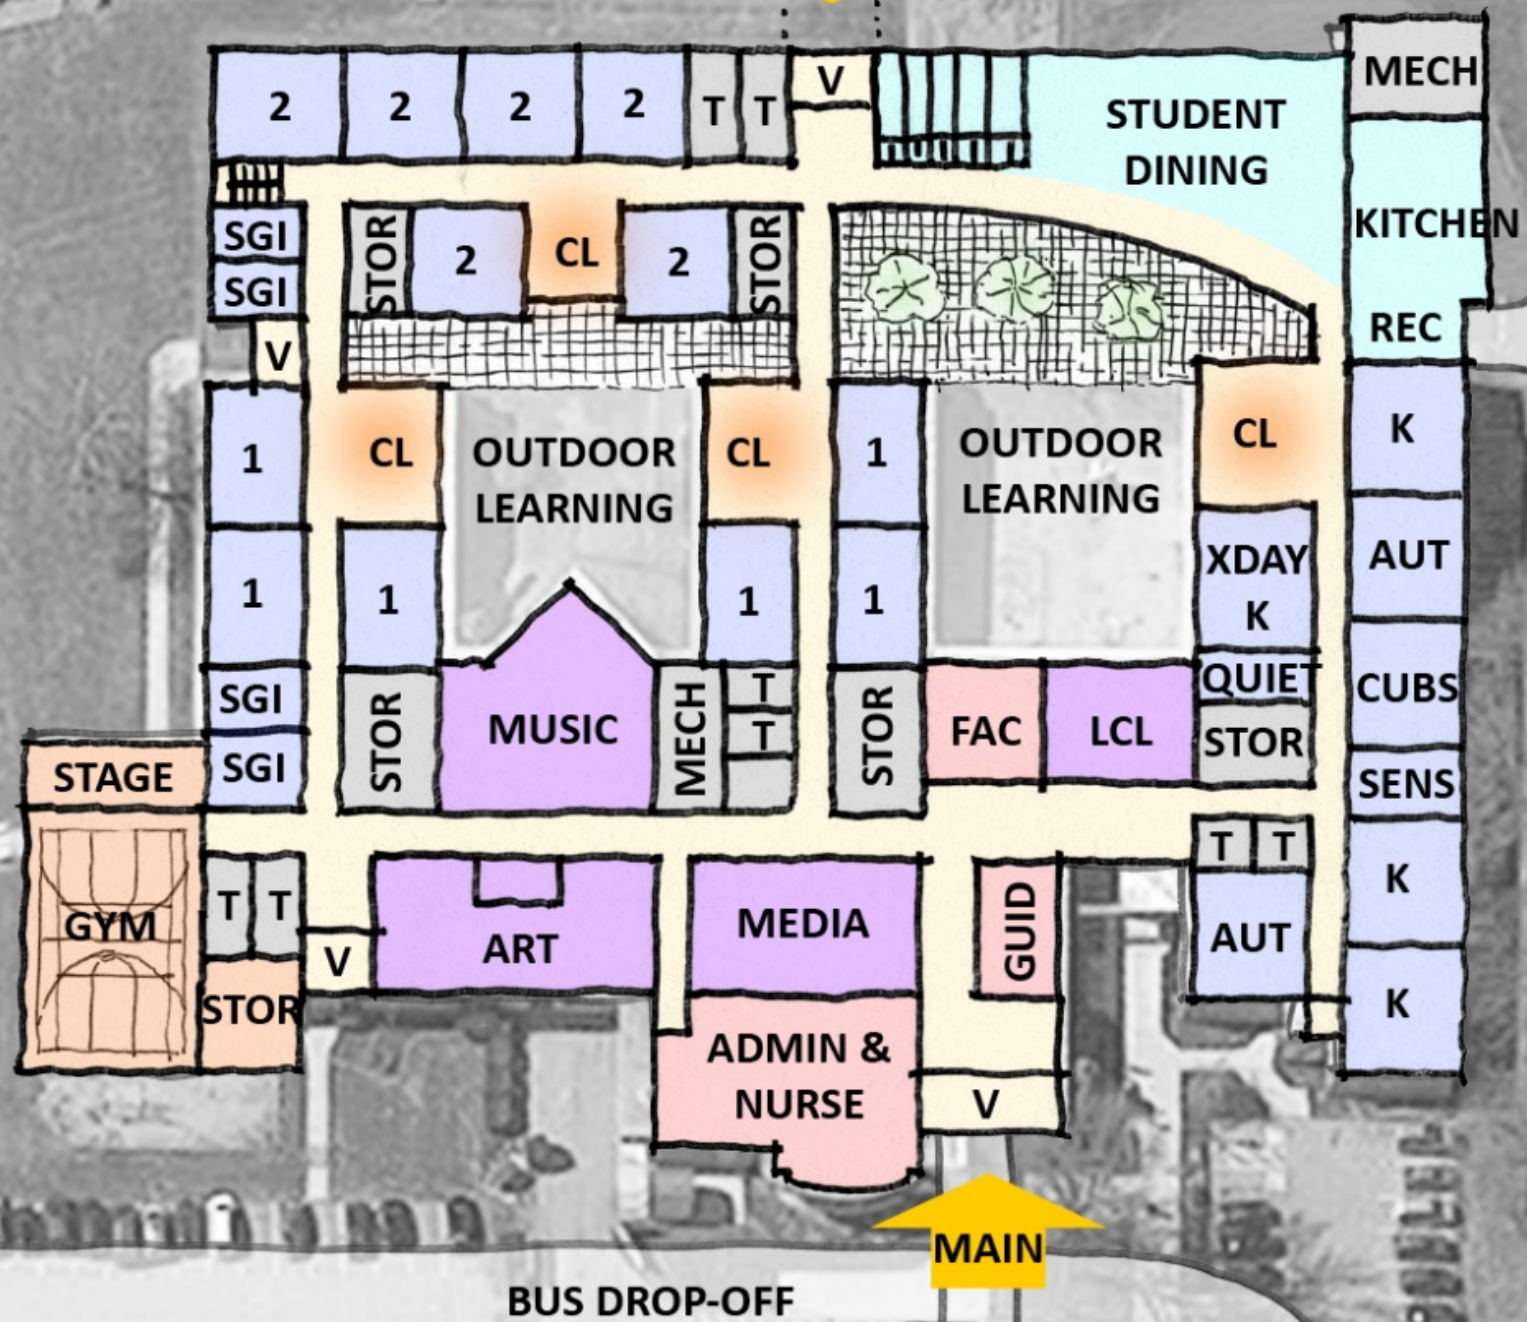 2
2
2
2
T
T
V
STUDENT
DINING
MECH
KITCHEN
REC
SGI
SGI
V
STOR
2
CL
2
STOR
1
CL
OUTDOOR
LEARNING
CL
1
OUTDOOR
LEARNING
CL
K
1
1
1
1
XDAY
K
AUT
SGI
SGI
STOR
MUSIC
MECH
T
T
STOR
FAC
LCL
QUIET
STOR
CUBS
SENS
STAGE
GYM
T
T
STOR
V
ART
MEDIA
GUID
T
T
AUT
K
K
ADMIN &
NURSE
V
MAIN
BUS DROP-OFF